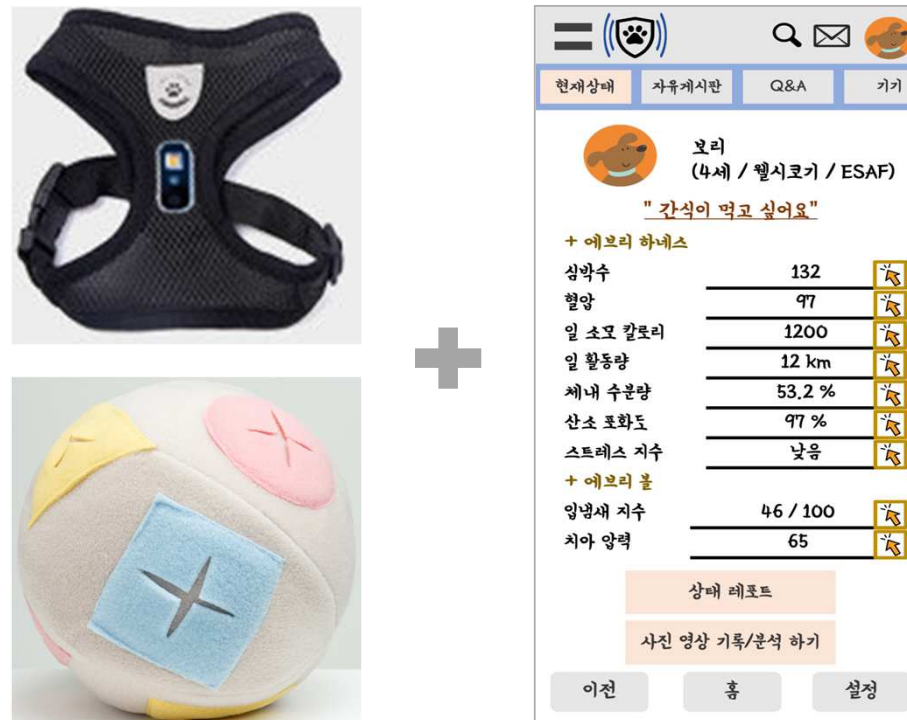 현재상태 자유게시판 Q&A 기기
보리
(4세 / 웰시코기 / ESAF)
" 간식이 먹고 싶어요"
+ 에브리 하네스
심박수 132
혈압 97
일 소모 칼로리 1200
일 활동량 12 km
체내 수분량 53.2 %
산소 포화도 97 %
스트레스 지수 낮음
+ 에브리 볼
입냄새 지수 46 / 100
치아 압력 65
상태 레포트
사진 영상 기록/분석 하기
이전 홈 설정